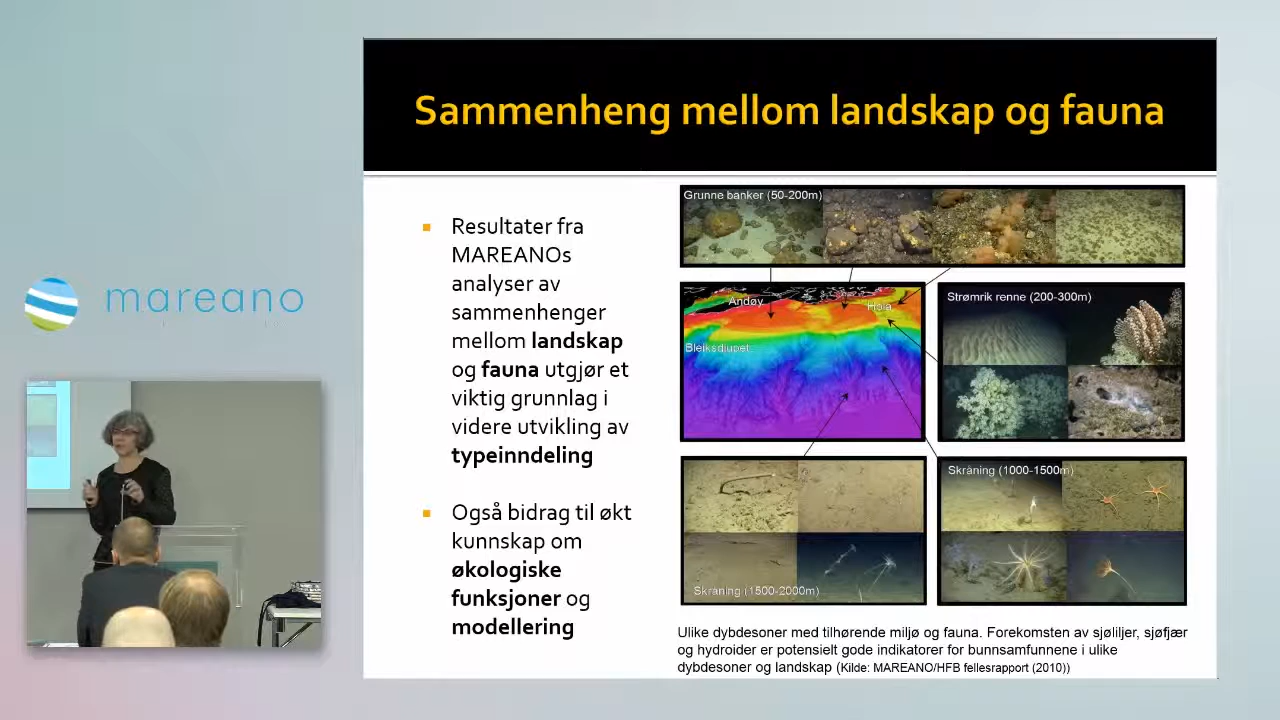 Sammenheng mellom landskap og fauna
mareano
Resultater fra
MAREANOs
analyser av
sammenhenger
mellom landskap
og fauna utgjør et
viktig grunnlag i
videre utvikling av
typeinndeling
Også bidrag til økt
kunnskap om
økologiske
funksjoner og
modellering
Grunne banker (50-200m)
Andøy
Hola
Bleiksdjupet
Strømrik renne (200-300m)
Skråning (1500-2000m)
Skråning (1000-1500m)
Ulike dybdesoner med tilhørende miljø og fauna. Forekomsten av sjøliljer, sjøfjær
og hydroider er potensielt gode indikatorer for bunnsamfunnene i ulike
dybdesoner og landskap (Kilde: MAREANO/HFB fellesrapport (2010))